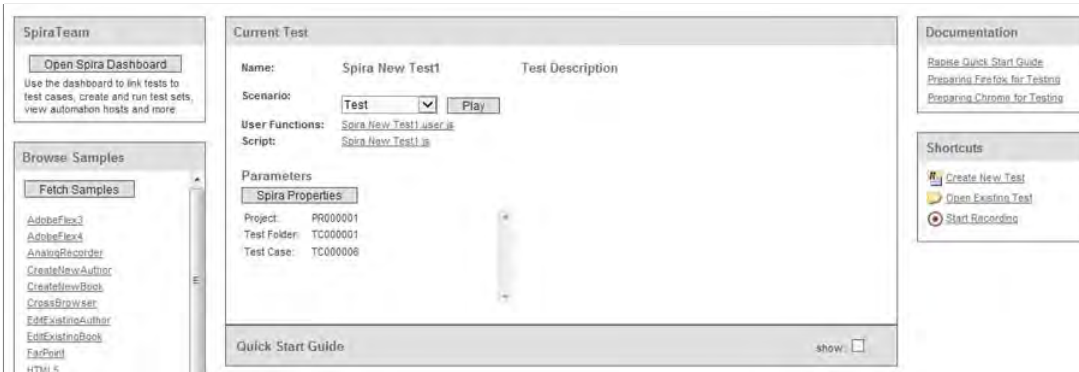 SpiraTeam
Open Spira Dashboard
Use the dashboard to link tests to
test cases, create and run test sets,
view automation hosts and more
Browse Samples
Fetch Samples
AdobeFlex3
AdobeFlex4
AnalogRecorder
CreateNewAuthor
CreateNewBook
CrossBrowser
EditExistingAuthor
EditExistingBook
FarPoint
HTML5
Current Test
Name: Spira New Test1 Test Description
Scenario: Test Play
User Functions: Spira New Test1.user.js
Script: Spira New Test1.js
Parameters
Spira Properties
Project: PR000001
Test Folder: TC000001
Test Case: TC000006
Quick Start Guide show:
Documentation
Rapise Quick Start Guide
Preparing Firefox for Testing
Preparing Chrome for Testing
Shortcuts
Create New Test
Open Existing Test
Start Recording